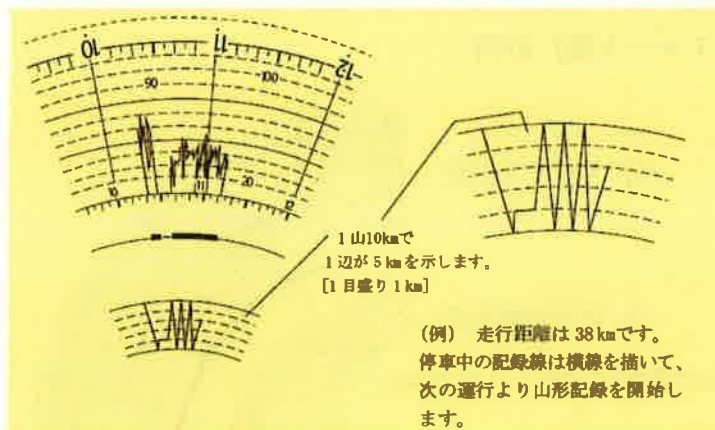 10
11
12
90
100
10
11
20
12
1山10kmで
1辺が5kmを示します。
[1目盛り1km]
(例) 走行距離は38kmです。
停車中の記録線は横線を描いて、
次の運行より山形記録を開始し
ます。